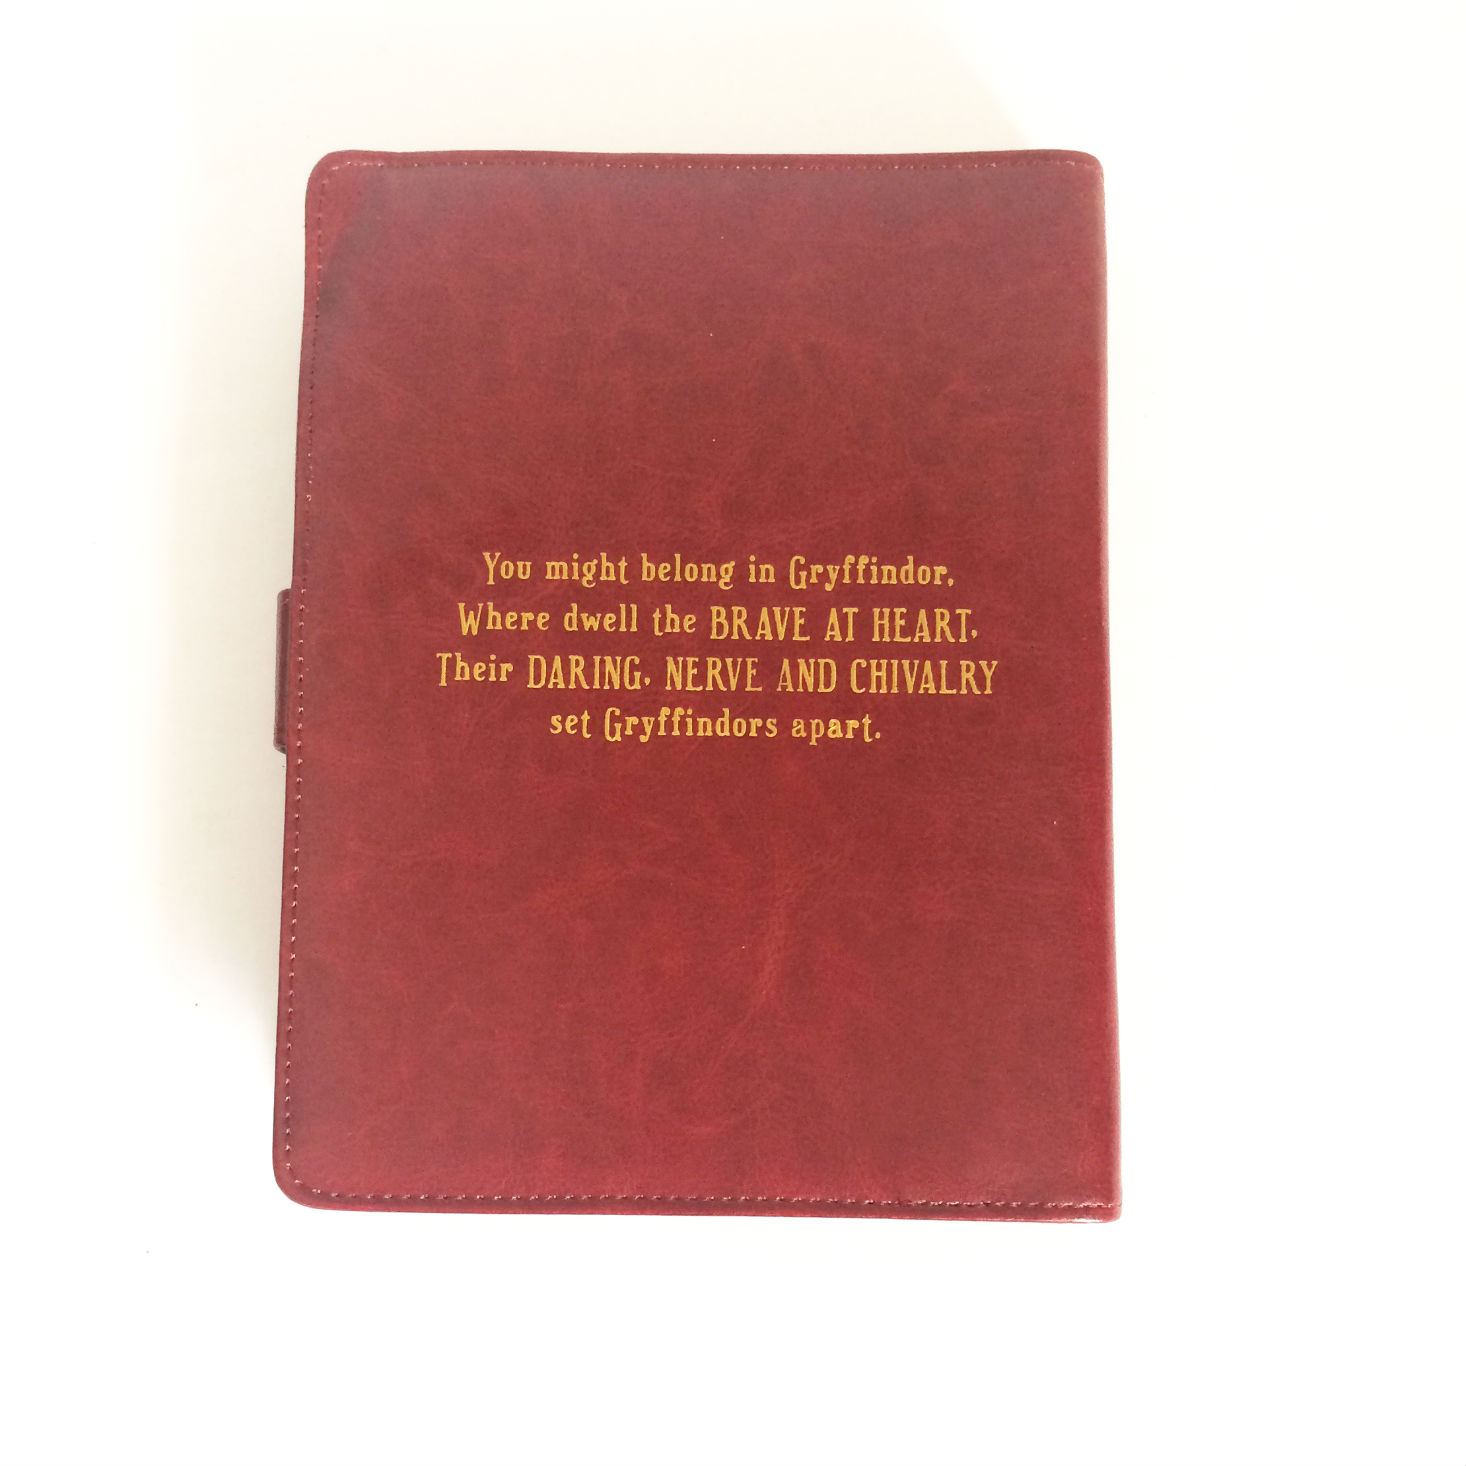 You might belong in Gryffindor,
Where dwell the BRAVE AT HEART,
Their DARING, NERVE AND CHIVALRY
set Gryffindors apart.